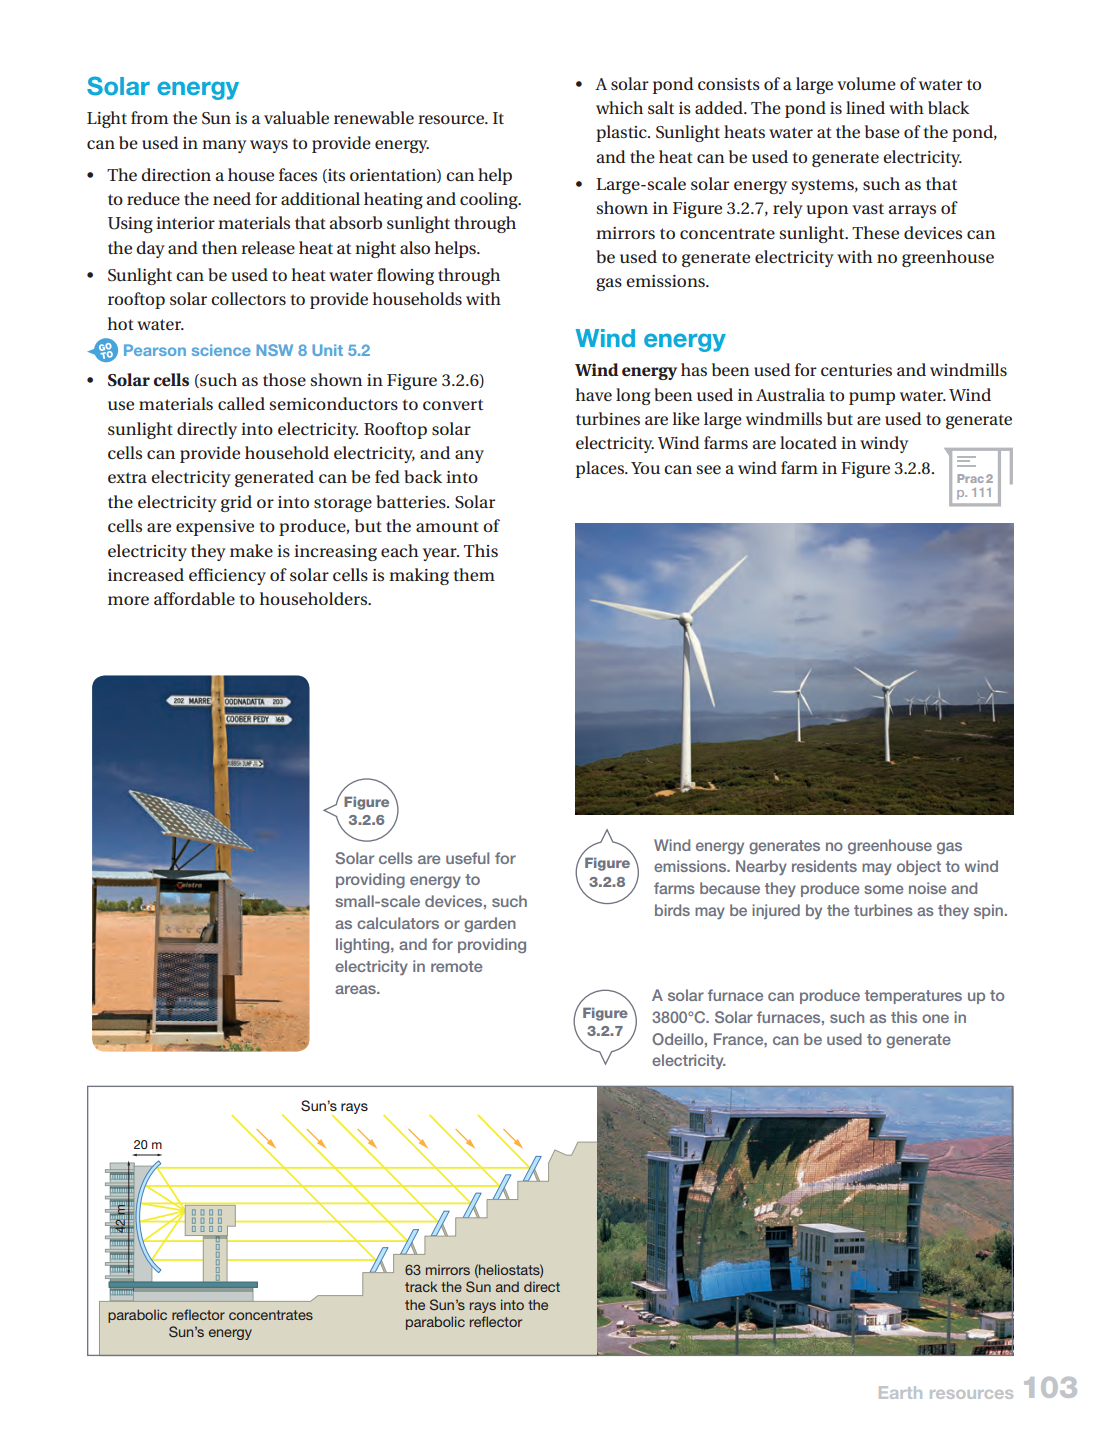 Solar energy
Light from the Sun is a valuable renewable resource. It
can be used in many ways to provide energy.
• The direction a house faces (its orientation) can help
to reduce the need for additional heating and cooling.
Using interior materials that absorb sunlight through
the day and then release heat at night also helps.
• Sunlight can be used to heat water flowing through
rooftop solar collectors to provide households with
hot water.
GO TO Pearson science NSW 8 Unit 5.2
• Solar cells (such as those shown in Figure 3.2.6)
use materials called semiconductors to convert
sunlight directly into electricity. Rooftop solar
cells can provide household electricity, and any
extra electricity generated can be fed back into
the electricity grid or into storage batteries. Solar
cells are expensive to produce, but the amount of
electricity they make is increasing each year. This
increased efficiency of solar cells is making them
more affordable to householders.
• A solar pond consists of a large volume of water to
which salt is added. The pond is lined with black
plastic. Sunlight heats water at the base of the pond,
and the heat can be used to generate electricity.
• Large-scale solar energy systems, such as that
shown in Figure 3.2.7, rely upon vast arrays of
mirrors to concentrate sunlight. These devices can
be used to generate electricity with no greenhouse
gas emissions.
Wind energy
Wind energy has been used for centuries and windmills
have long been used in Australia to pump water. Wind
turbines are like large windmills but are used to generate
electricity. Wind farms are located in windy
places. You can see a wind farm in Figure 3.2.8.
Prac 2
p. 111
202 MARRE
OODNADATTA 203
COOBER PEDY 168
Telstra
Figure
3.2.6
Solar cells are useful for
providing energy to
small-scale devices, such
as calculators or garden
lighting, and for providing
electricity in remote
areas.
Figure
3.2.8
Wind energy generates no greenhouse gas
emissions. Nearby residents may object to wind
farms because they produce some noise and
birds may be injured by the turbines as they spin.
Figure
3.2.7
A solar furnace can produce temperatures up to
3800°C. Solar furnaces, such as this one in
Odeillo, France, can be used to generate
electricity.
Sun's rays
20 m
42 m
63 mirrors (heliostats)
track the Sun and direct
the Sun's rays into the
parabolic reflector
parabolic reflector concentrates
Sun's energy
Earth resources 103